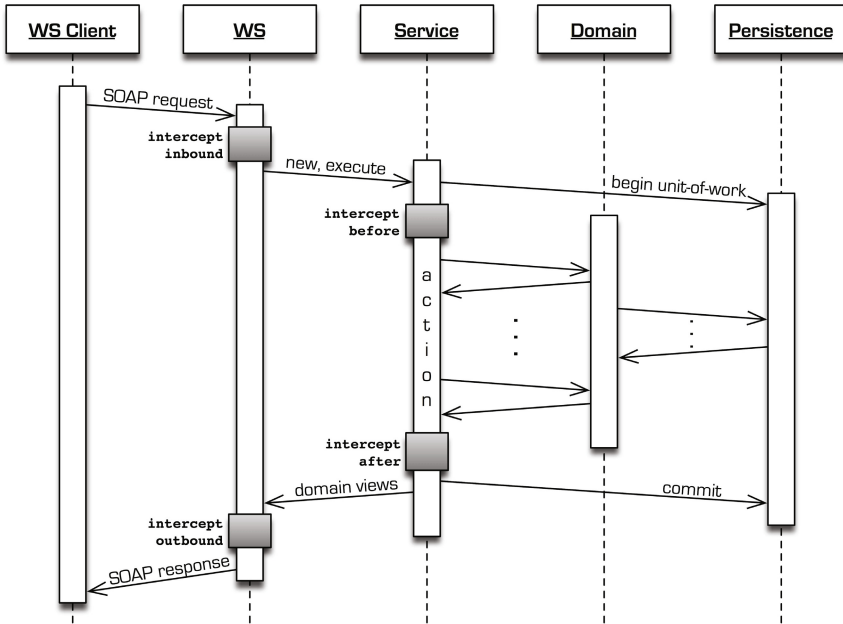 WS Client
WS
Service
Domain
Persistence
SOAP request
intercept
inbound
new, execute
begin unit-of-work
intercept
before
action
intercept
after
domain views
commit
intercept
outbound
SOAP response